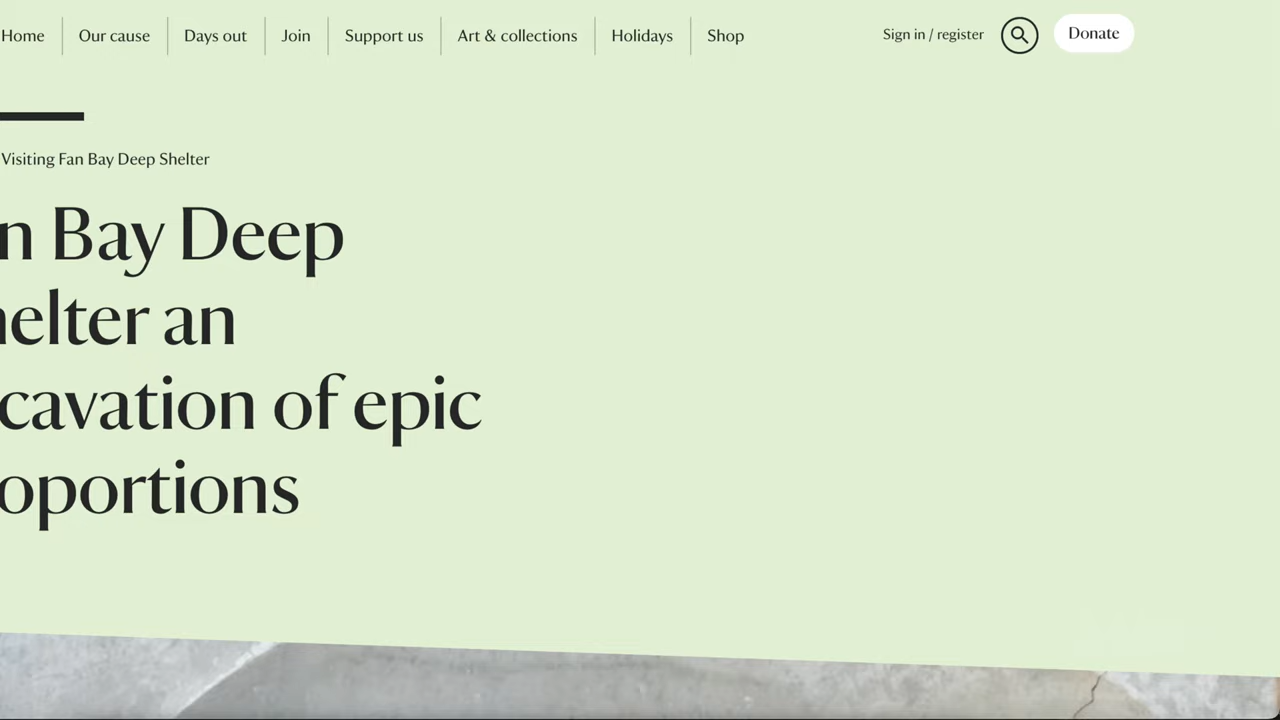 Home Our cause Days out Join Support us Art & collections Holidays Shop Sign in / register Donate
Visiting Fan Bay Deep Shelter
n Bay Deep
helter an
cavation of epic
oportions